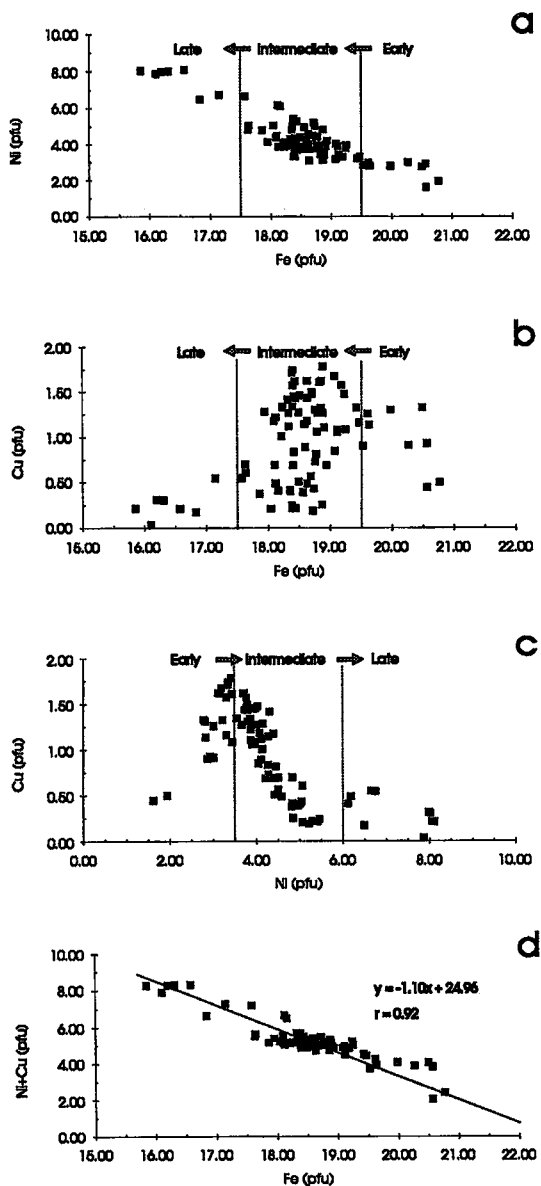 a
Late Intermediate Early
10.00
8.00
6.00
4.00
2.00
0.00
Ni (pfu)
15.00 16.00 17.00 18.00 19.00 20.00 21.00 22.00
Fe (pfu)
b
Late Intermediate Early
2.00
1.50
1.00
0.50
0.00
Cu (pfu)
15.00 16.00 17.00 18.00 19.00 20.00 21.00 22.00
Fe (pfu)
c
Early Intermediate Late
2.00
1.50
1.00
0.50
0.00
Cu (pfu)
0.00 2.00 4.00 6.00 8.00 10.00
Ni (pfu)
d
10.00
8.00
6.00
4.00
2.00
0.00
Ni+Cu (pfu)
y = -1.10x + 24.96
r = 0.92
15.00 16.00 17.00 18.00 19.00 20.00 21.00 22.00
Fe (pfu)